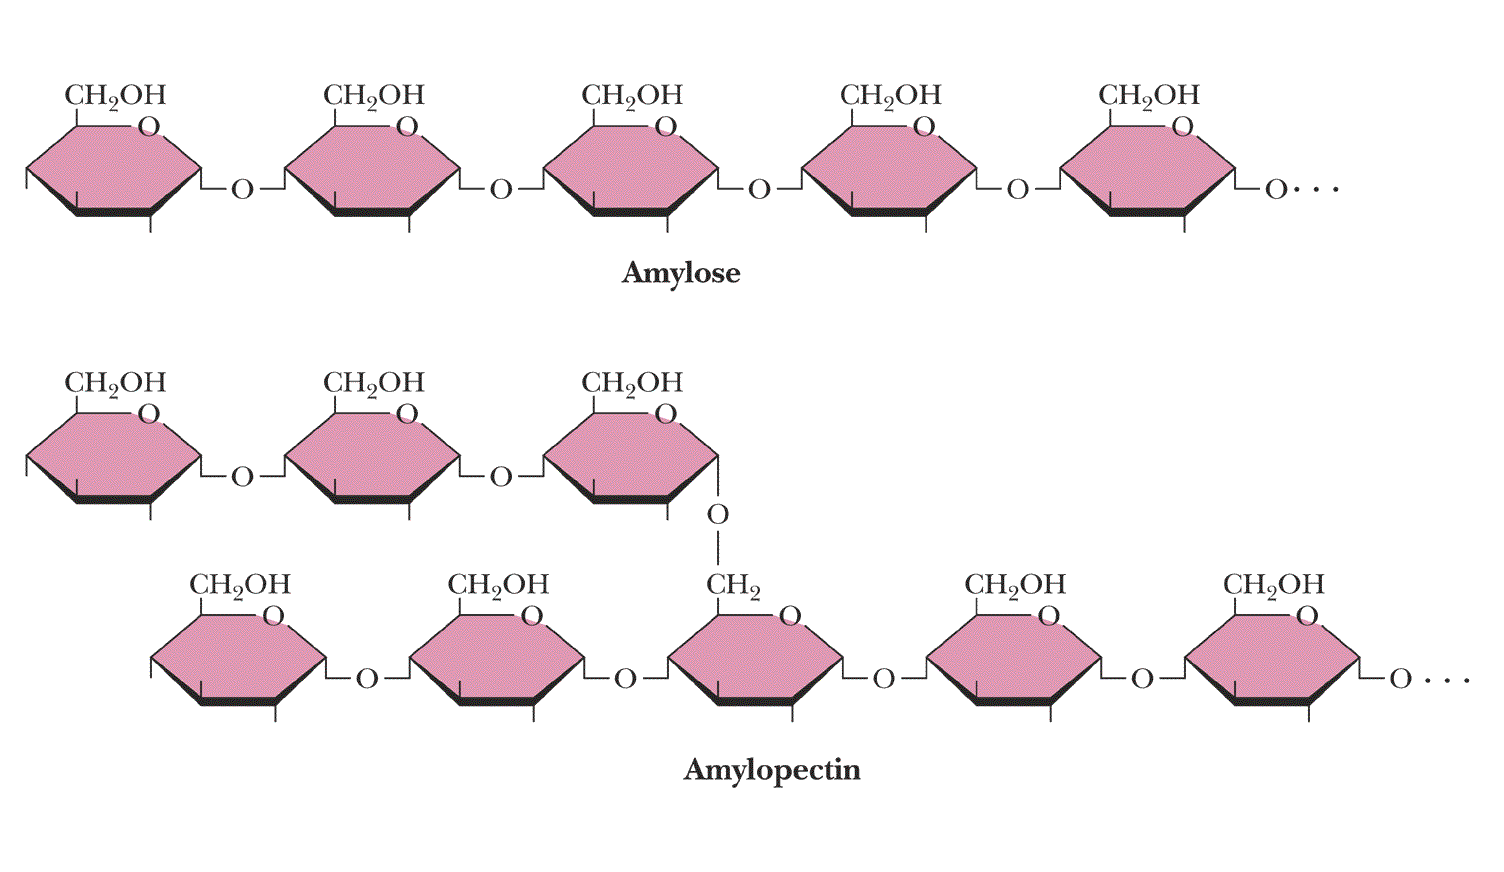 CH₂OH CH₂OH CH₂OH CH₂OH CH₂OH
O O O O O
O O O O O...
Amylose
CH₂OH CH₂OH CH₂OH
O O O
O O
O
CH₂OH CH₂OH CH₂ CH₂OH CH₂OH
O O O O O
O O O O O...
Amylopectin